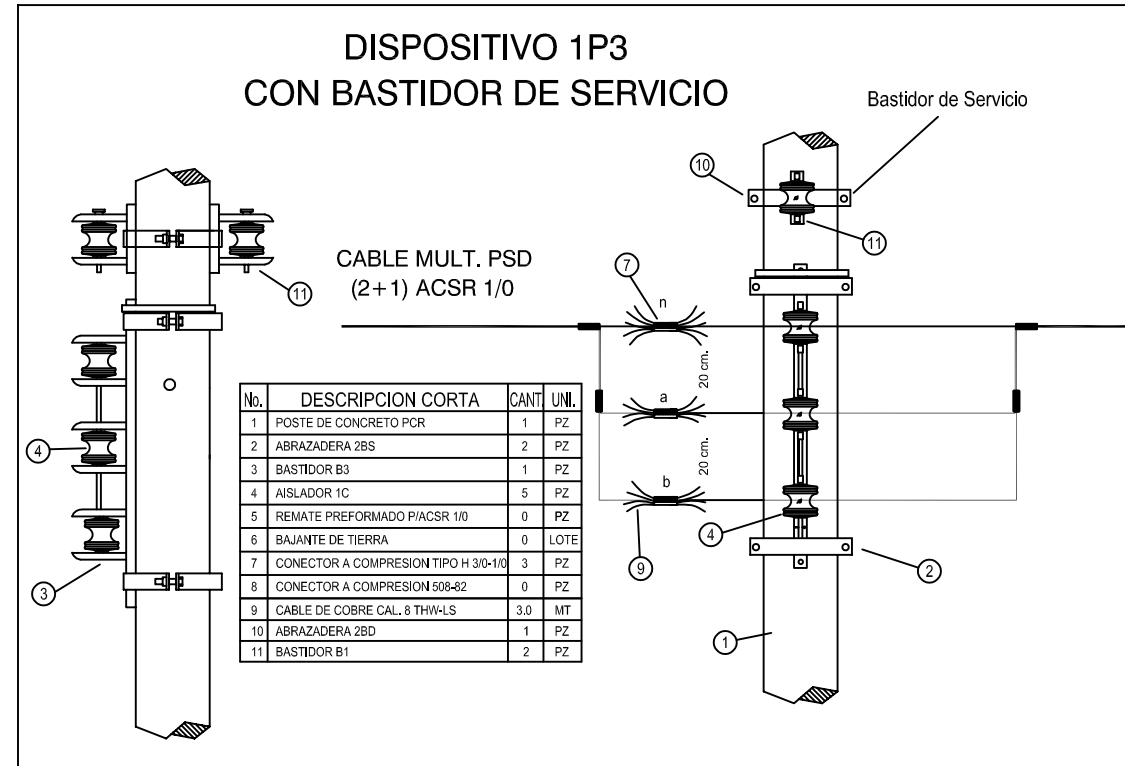 DISPOSITIVO 1P3
CON BASTIDOR DE SERVICIO
Bastidor de Servicio
10
11
11
CABLE MULT. PSD
(2+1) ACSR 1/0
7
n
20 cm.
a
20 cm.
b
4
9
2
1
4
3
No. DESCRIPCION CORTA CANT. UNI.
1 POSTE DE CONCRETO PCR 1 PZ
2 ABRAZADERA 2BS 2 PZ
3 BASTIDOR B3 1 PZ
4 AISLADOR 1C 5 PZ
5 REMATE PREFORMADO P/ACSR 1/0 0 PZ
6 BAJANTE DE TIERRA 0 LOTE
7 CONECTOR A COMPRESION TIPO H 3/0-1/0 3 PZ
8 CONECTOR A COMPRESION 508-82 0 PZ
9 CABLE DE COBRE CAL. 8 THW-LS 3.0 MT
10 ABRAZADERA 2BD 1 PZ
11 BASTIDOR B1 2 PZ